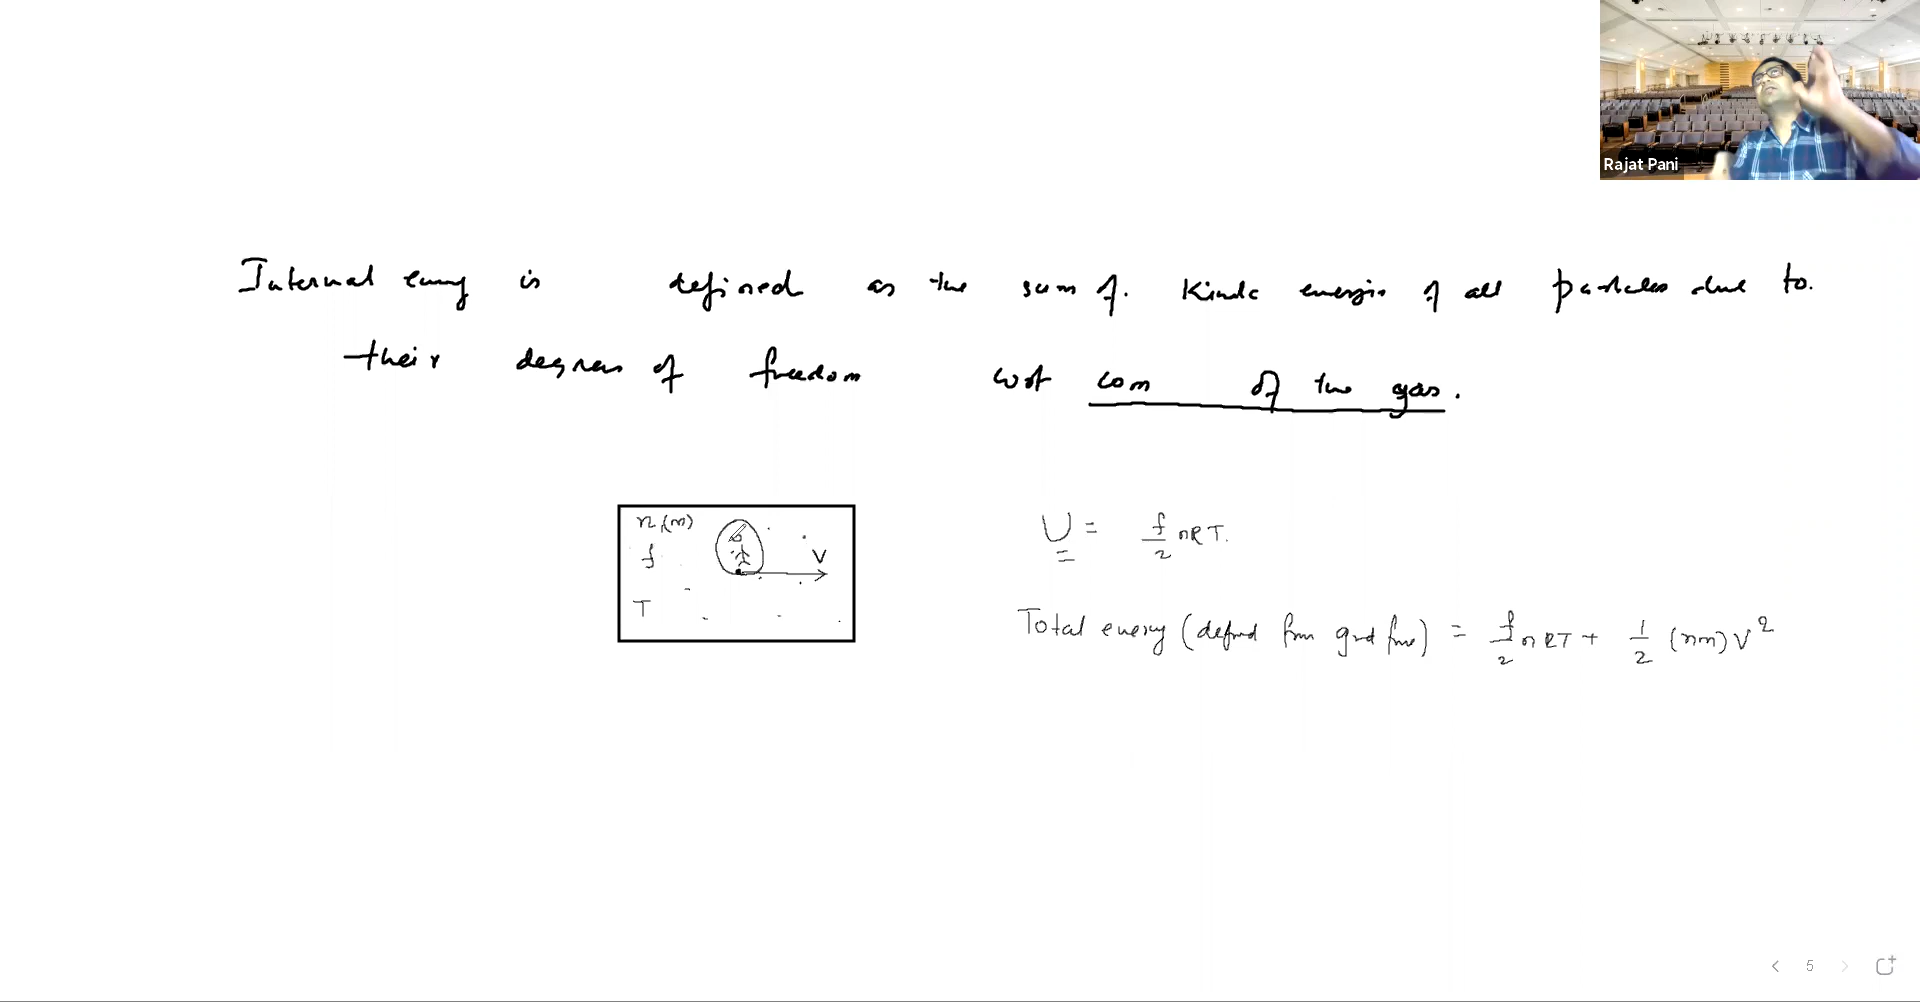 Rajat Pani
Internal energy is defined as the sum of. Kinetic energies of all particles due to.
their degrees of freedom wrt com of the gas.
n,(m)
f
V
T
U = f/2 nRT.
Total energy (defined from gnd frme) = f/2 nRT + 1/2 (nm) V²
5